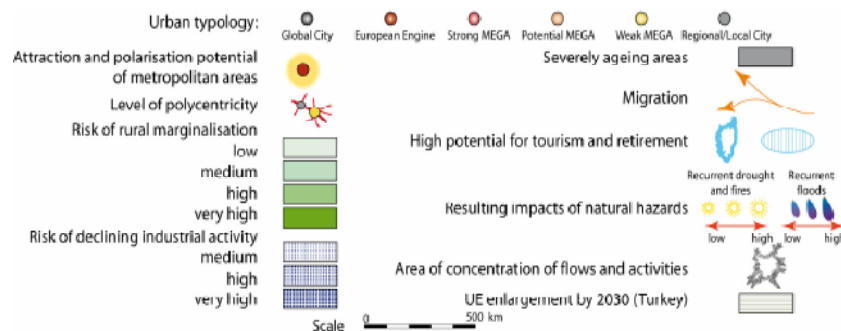 Urban typology:
Global City European Engine Strong MEGA Potential MEGA Weak MEGA Regional/Local City
Attraction and polarisation potential
of metropolitan areas
Level of polycentricity
Risk of rural marginalisation
low
medium
high
very high
Risk of declining industrial activity
medium
high
very high
Scale 0 500 km
Severely ageing areas
Migration
High potential for tourism and retirement
Recurrent drought
and fires
Recurrent
floods
Resulting impacts of natural hazards
low high low high
Area of concentration of flows and activities
UE enlargement by 2030 (Turkey)